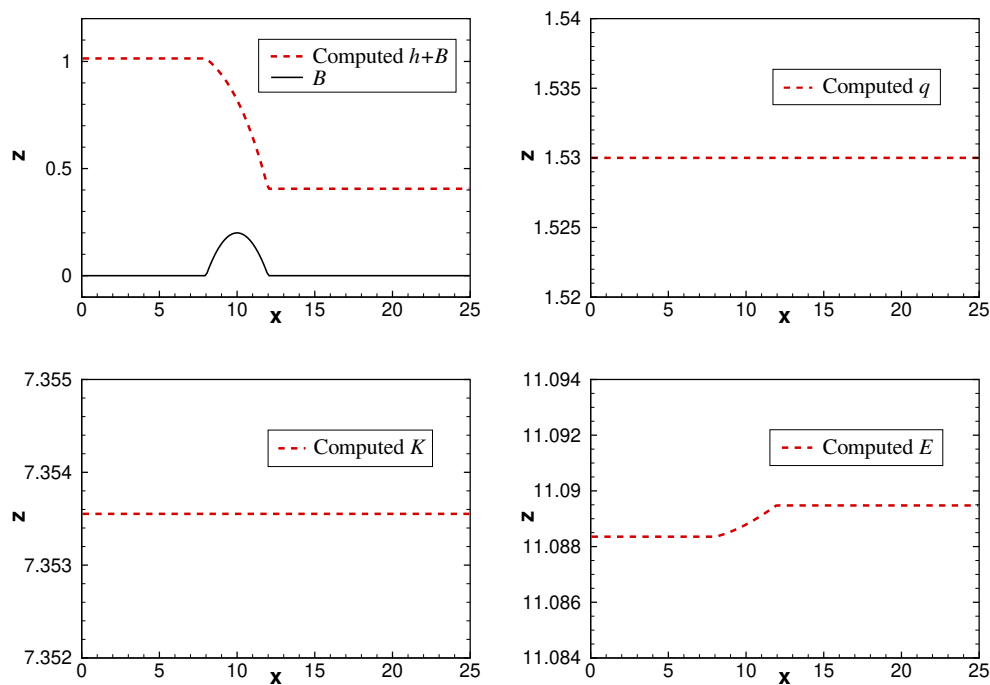 Computed h+B
B
1
0.5
0
z
0 5 10 15 20 25
x
Computed q
1.54
1.535
1.53
1.525
1.52
z
0 5 10 15 20 25
x
Computed K
7.355
7.354
7.353
7.352
z
0 5 10 15 20 25
x
Computed E
11.094
11.092
11.09
11.088
11.086
11.084
z
0 5 10 15 20 25
x